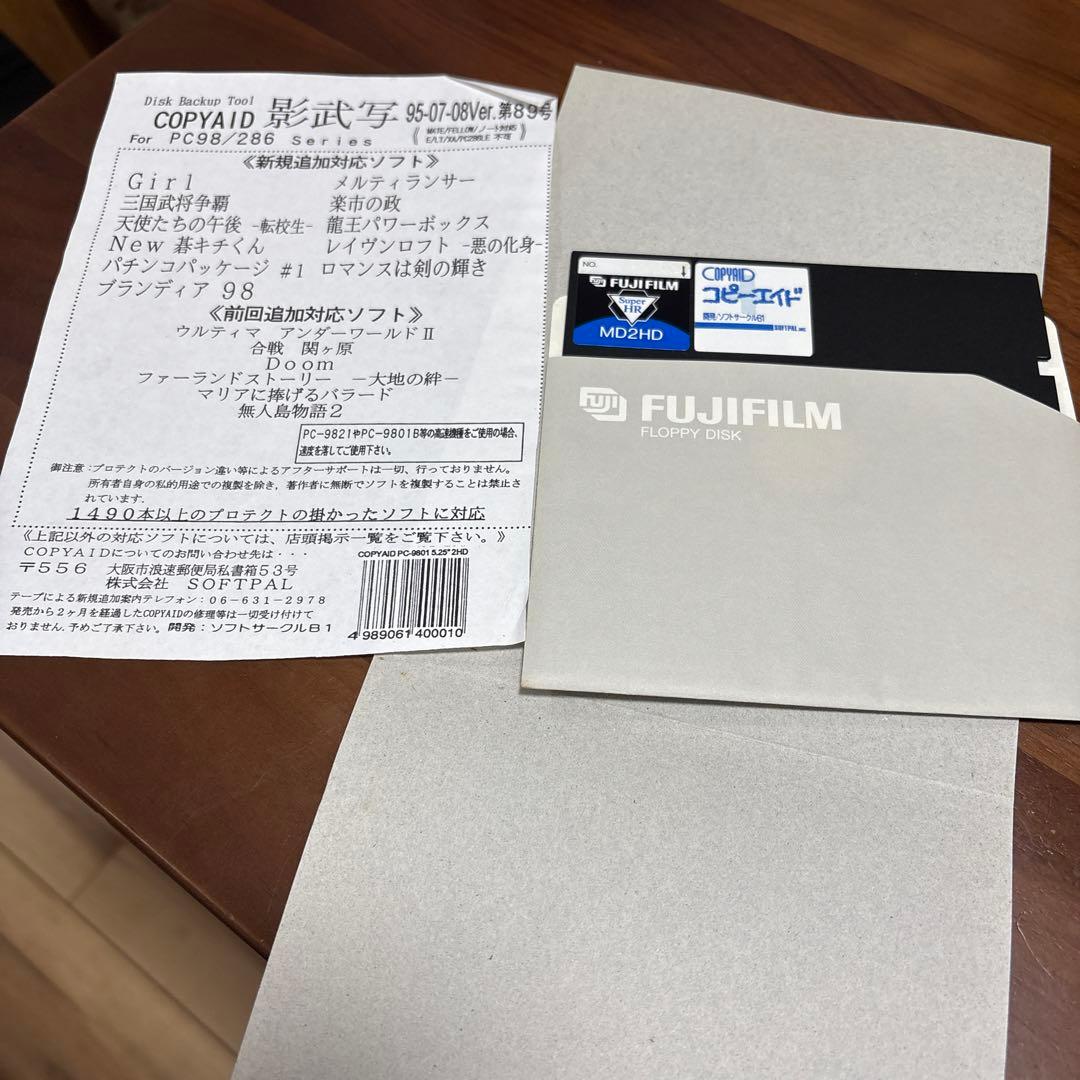 Disk Backup Tool
COPYAID 影武写 95-07-08Ver.第89号
For PC98/286 Series
《MATE/FELLOW/ノート対応
E/LT/XA/PC286LE 不可》
《新規追加対応ソフト》
Girl メルティランサー
三国武将争覇 楽市の政
天使たちの午後 -転校生- 龍王パワーボックス
New 碁キチくん レイヴンロフト -悪の化身-
パチンコパッケージ #1 ロマンスは剣の輝き
ブランディア 98
《前回追加対応ソフト》
ウルティマ アンダーワールドⅡ
合戦 関ヶ原
Doom
ファーランドストーリー −大地の絆−
マリアに捧げるバラード
無人島物語2
PC-9821やPC-9801B等の高速機種をご使用の場合、
速度を落してご使用下さい。
御注意:プロテクトのバージョン違い等によるアフターサポートは一切、行っておりません。
所有者自身の私的用途での複製を除き,著作者に無断でソフトを複製することは禁止さ
れています.
1490本以上のプロテクトの掛かったソフトに対応
《上記以外の対応ソフトについては、店頭掲示一覧をご覧下さい。》
COPYAIDについてのお問い合わせ先は・・・
〒556 大阪市浪速郵便局私書箱53号
株式会社 SOFTPAL
テープによる新規追加案内テレフォン:06-631-2978
発売から2ヶ月を経過したCOPYAIDの修理等は一切受け付けて
おりません.予めご了承下さい。開発:ソフトサークルB1
COPYAID PC-9801 5.25" 2HD
4 989061 400010
NO.
FUJIFILM
Super
HR
MD2HD
COPYAID
コピーエイド
開発/ソフトサークルB1
SOFTPAL INC
FUJI FUJIFILM
FLOPPY DISK